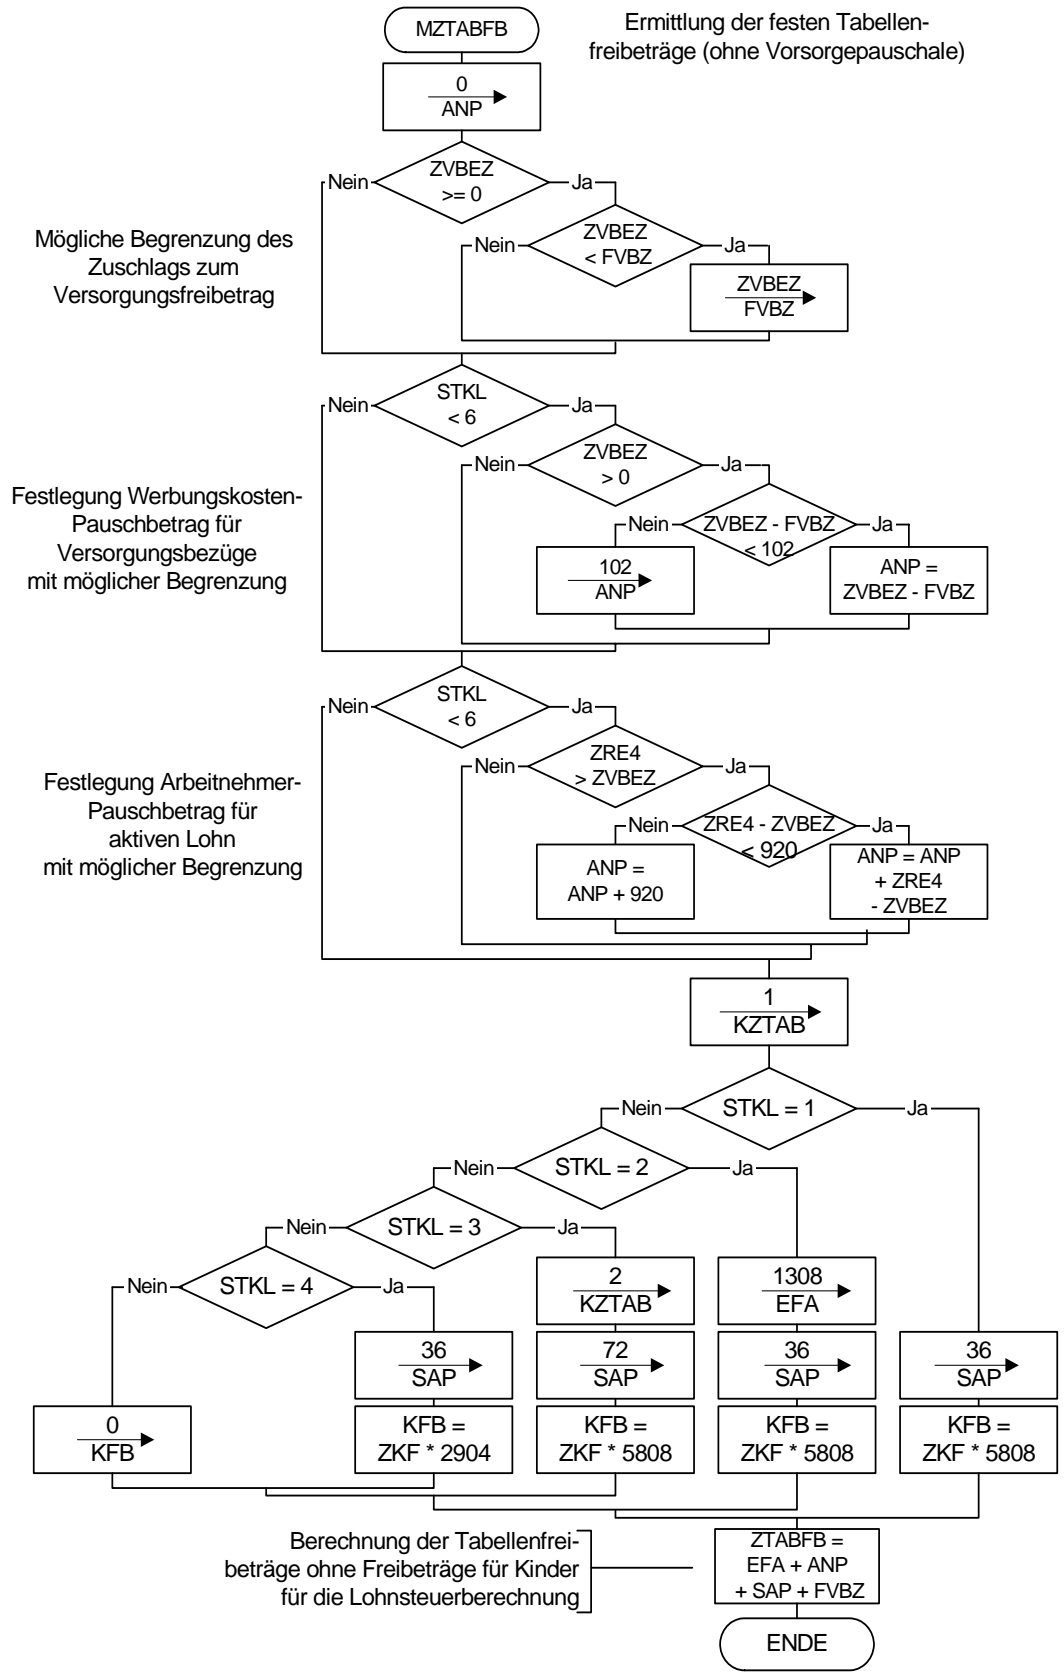 MZTABFB
Ermittlung der festen Tabellen-
freibeträge (ohne Vorsorgepauschale)
0
ANP
ZVBEZ
>= 0
Nein
Ja
Mögliche Begrenzung des
Zuschlags zum
Versorgungsfreibetrag
ZVBEZ
< FVBZ
Nein
Ja
ZVBEZ
FVBZ
STKL
< 6
Nein
Ja
ZVBEZ
> 0
Nein
Ja
Festlegung Werbungskosten-
Pauschbetrag für
Versorgungsbezüge
mit möglicher Begrenzung
ZVBEZ - FVBZ
< 102
Nein
Ja
102
ANP
ANP =
ZVBEZ - FVBZ
STKL
< 6
Nein
Ja
ZRE4
> ZVBEZ
Nein
Ja
Festlegung Arbeitnehmer-
Pauschbetrag für
aktiven Lohn
mit möglicher Begrenzung
ZRE4 - ZVBEZ
< 920
Nein
Ja
ANP =
ANP + 920
ANP = ANP
+ ZRE4
- ZVBEZ
1
KZTAB
STKL = 1
Nein
Ja
STKL = 2
Nein
Ja
STKL = 3
Nein
Ja
STKL = 4
Nein
Ja
2
KZTAB
1308
EFA
36
SAP
72
SAP
36
SAP
36
SAP
0
KFB
KFB =
ZKF * 2904
KFB =
ZKF * 5808
KFB =
ZKF * 5808
KFB =
ZKF * 5808
Berechnung der Tabellenfrei-
beträge ohne Freibeträge für Kinder
für die Lohnsteuerberechnung
ZTABFB =
EFA + ANP
+ SAP + FVBZ
ENDE